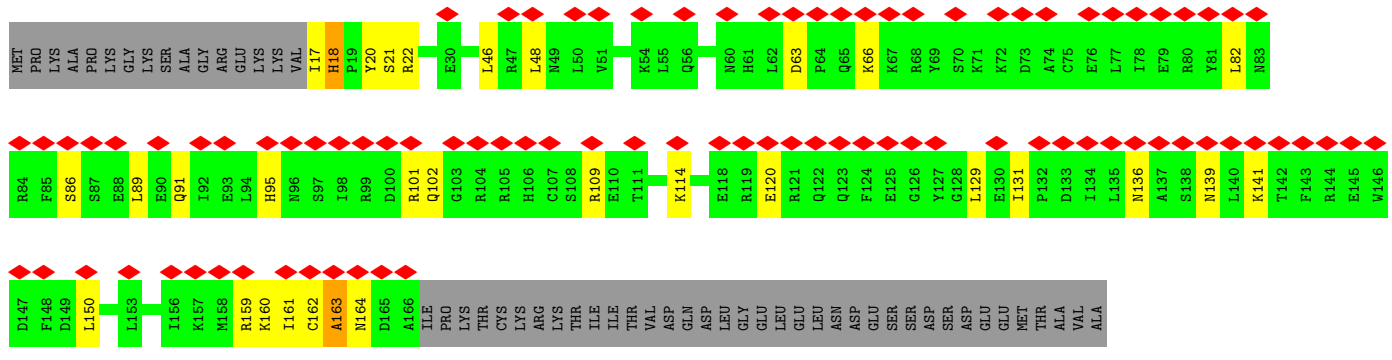 MET PRO LYS ALA PRO LYS GLY LYS SER ALA GLY ARG GLU LYS LYS VAL I17 H18 P19 Y20 S21 R22 E30 L46 R47 L48 N49 L50 V51 K54 L55 Q56 N60 H61 L62 D63 P64 Q65 K66 K67 R68 Y69 S70 K71 K72 D73 A74 C75 E76 L77 I78 E79 R80 Y81 L82 N83
R84 F85 S86 S87 E88 L89 E90 Q91 I92 E93 L94 H95 N96 S97 I98 R99 D100 R101 Q102 G103 R104 R105 H106 C107 S108 R109 E110 T111 K114 E118 R119 E120 R121 Q122 Q123 F124 E125 G126 Y127 G128 L129 E130 I131 P132 D133 I134 L135 N136 A137 S138 N139 L140 K141 T142 F143 R144 E145 W146
D147 F148 D149 L150 L153 I156 K157 M158 R159 K160 I161 C162 A163 N164 D165 A166 ILE PRO LYS THR CYS LYS ARG LYS THR ILE ILE THR VAL ASP GLN ASP LEU GLY GLU LEU GLU LEU ASN ASP GLU SER SER ASP SER ASP GLU GLU MET THR ALA VAL ALA